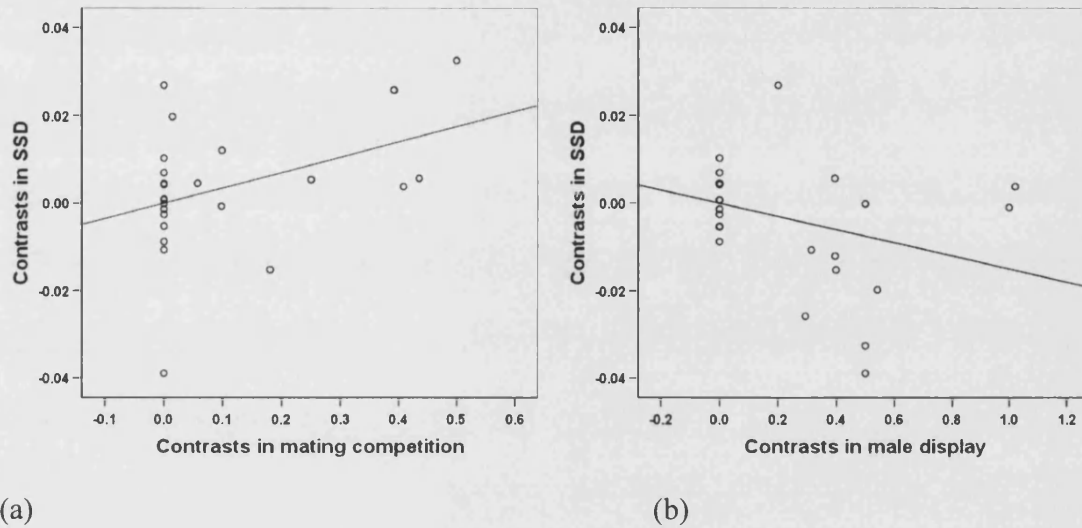 0.04
0.02
0.00
-0.02
-0.04
Contrasts in SSD
-0.1 0.0 0.1 0.2 0.3 0.4 0.5 0.6
Contrasts in mating competition
(a)
0.04
0.02
0.00
-0.02
-0.04
Contrasts in SSD
-0.2 0.0 0.2 0.4 0.6 0.8 1.0 1.2
Contrasts in male display
(b)